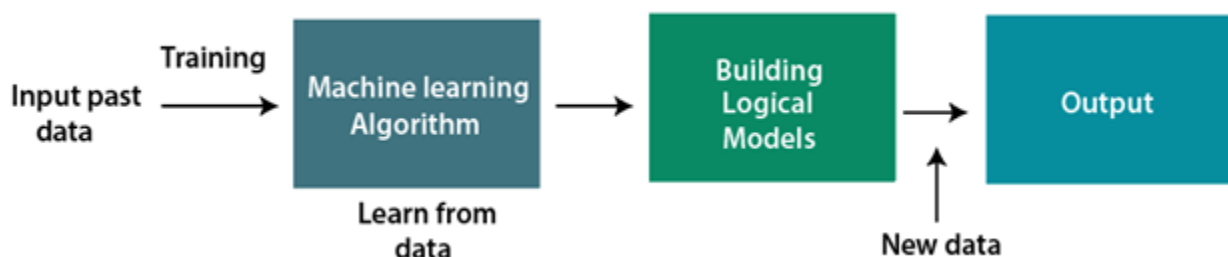 Training
Input past
data
Machine learning
Algorithm
Learn from
data
Building
Logical
Models
New data
Output